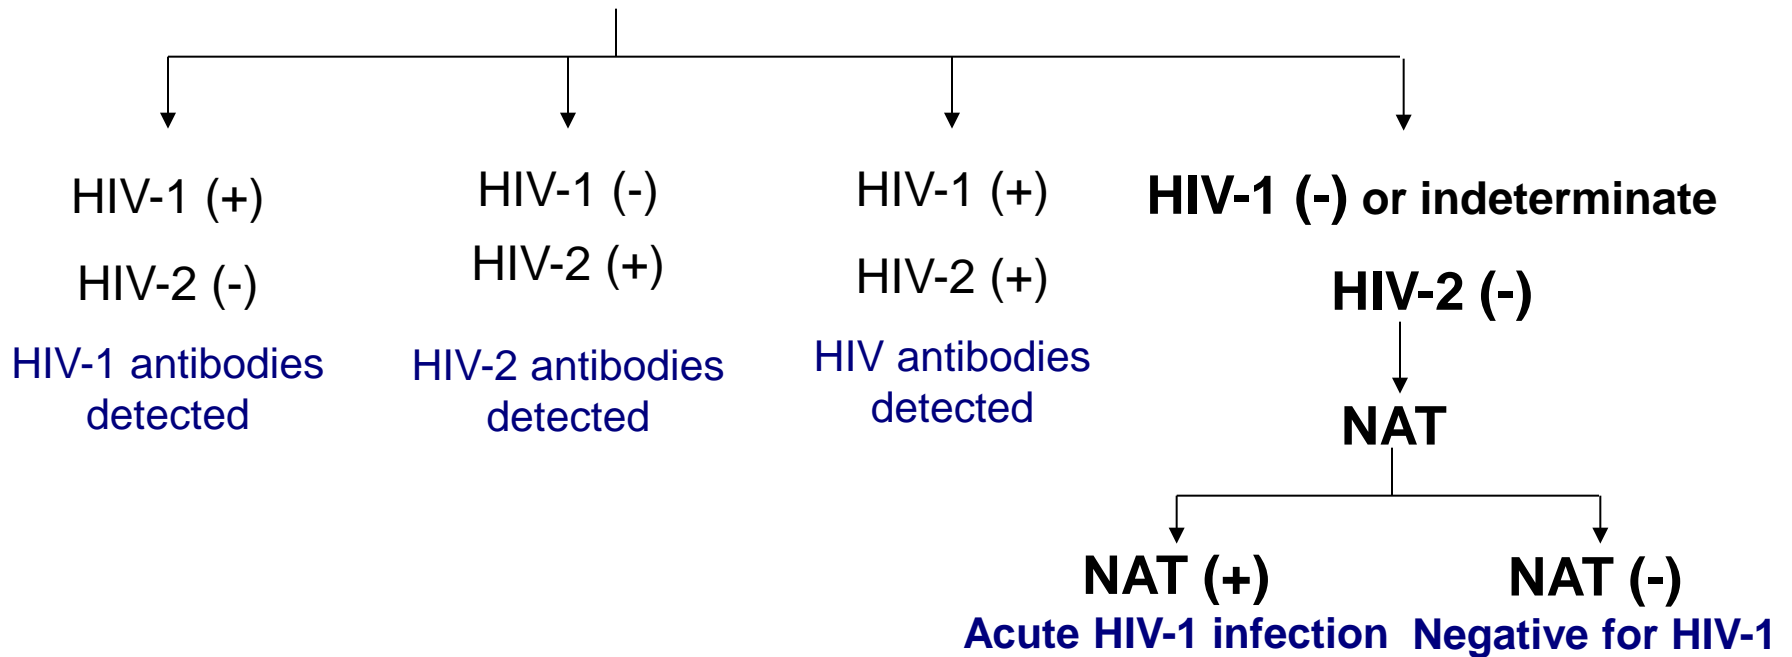 HIV-1 (+)
HIV-2 (-)
HIV-1 antibodies
detected
HIV-1 (-)
HIV-2 (+)
HIV-2 antibodies
detected
HIV-1 (+)
HIV-2 (+)
HIV antibodies
detected
HIV-1 (-) or indeterminate
HIV-2 (-)
NAT
NAT (+)
Acute HIV-1 infection
NAT (-)
Negative for HIV-1